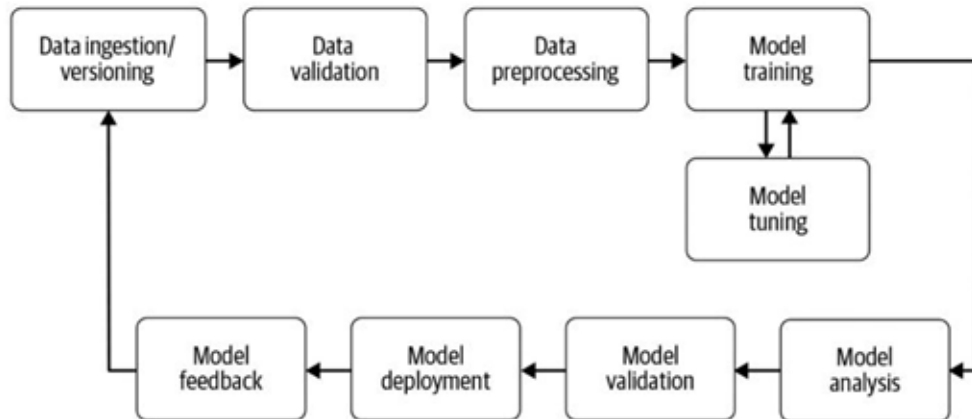 Data ingestion/
versioning
Data
validation
Data
preprocessing
Model
training
Model
tuning
Model
feedback
Model
deployment
Model
validation
Model
analysis